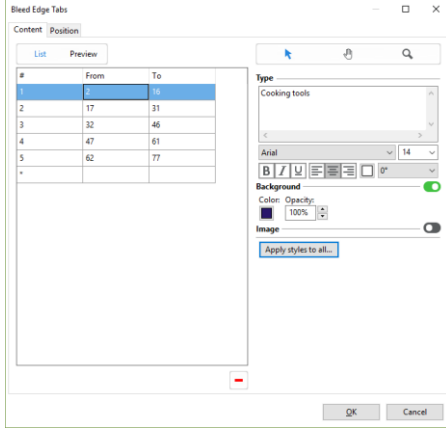 Bleed Edge Tabs
Content Position
List Preview
# From To
1 2 16
2 17 31
3 32 46
4 47 61
5 62 77
*
Type
Cooking tools
Arial 14
B I U 0°
Background
Color: Opacity:
100%
Image
Apply styles to all...
OK Cancel